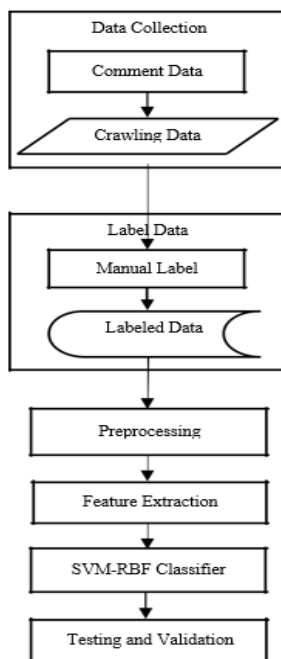 Data Collection
Comment Data
Crawling Data
Label Data
Manual Label
Labeled Data
Preprocessing
Feature Extraction
SVM-RBF Classifier
Testing and Validation